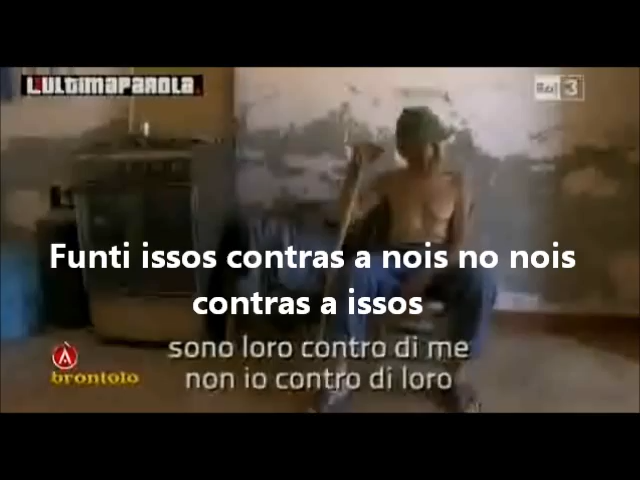 L'ULTIMAPAROLA.
Rai 3
Funti issos contras a nois no nois
contras a issos
sono loro contro di me
non io contro di loro
A
brontolo